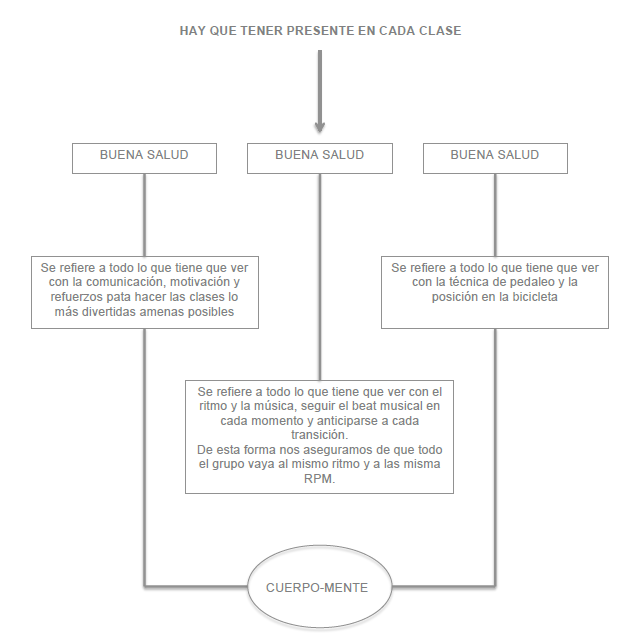 HAY QUE TENER PRESENTE EN CADA CLASE
BUENA SALUD
BUENA SALUD
BUENA SALUD
Se refiere a todo lo que tiene que ver
con la comunicación, motivación y
refuerzos pata hacer las clases lo
más divertidas amenas posibles
Se refiere a todo lo que tiene que ver
con la técnica de pedaleo y la
posición en la bicicleta
Se refiere a todo lo que tiene que ver con el
ritmo y la música, seguir el beat musical en
cada momento y anticiparse a cada
transición.
De esta forma nos aseguramos de que todo
el grupo vaya al mismo ritmo y a las misma
RPM.
CUERPO-MENTE